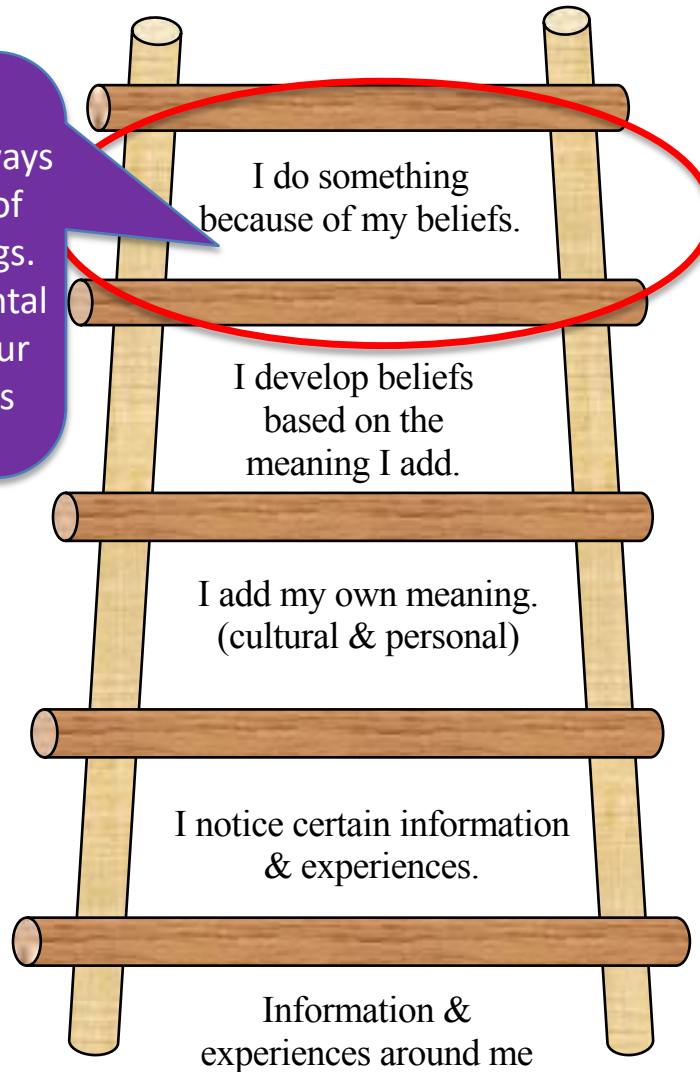 of
I do something
because of my beliefs.
I develop beliefs
based on the
meaning I add.
I add my own meaning.
(cultural & personal)
I notice certain information
& experiences.
Information &
experiences around me